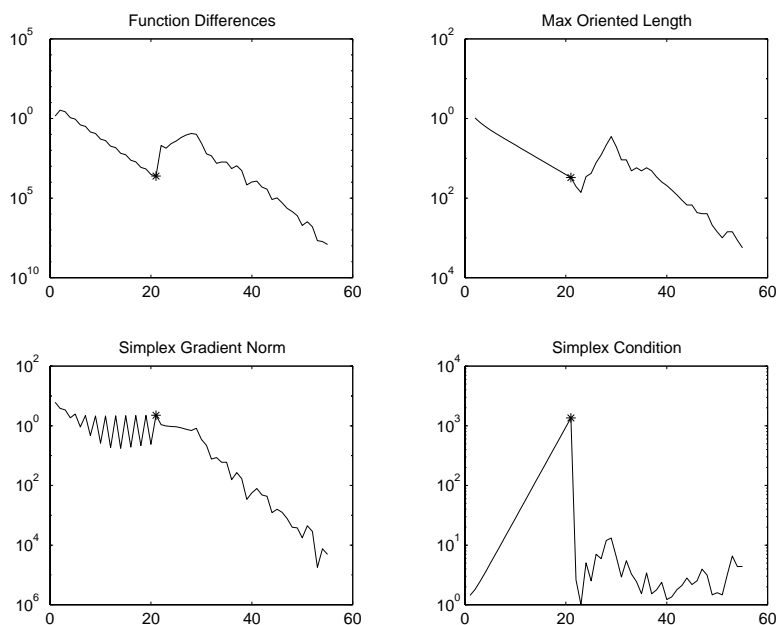 Function Differences
10^5
10^0
10^5
10^10
0 20 40 60
Max Oriented Length
10^2
10^0
10^2
10^4
0 20 40 60
Simplex Gradient Norm
10^2
10^0
10^2
10^4
10^6
0 20 40 60
Simplex Condition
10^4
10^3
10^2
10^1
10^0
0 20 40 60